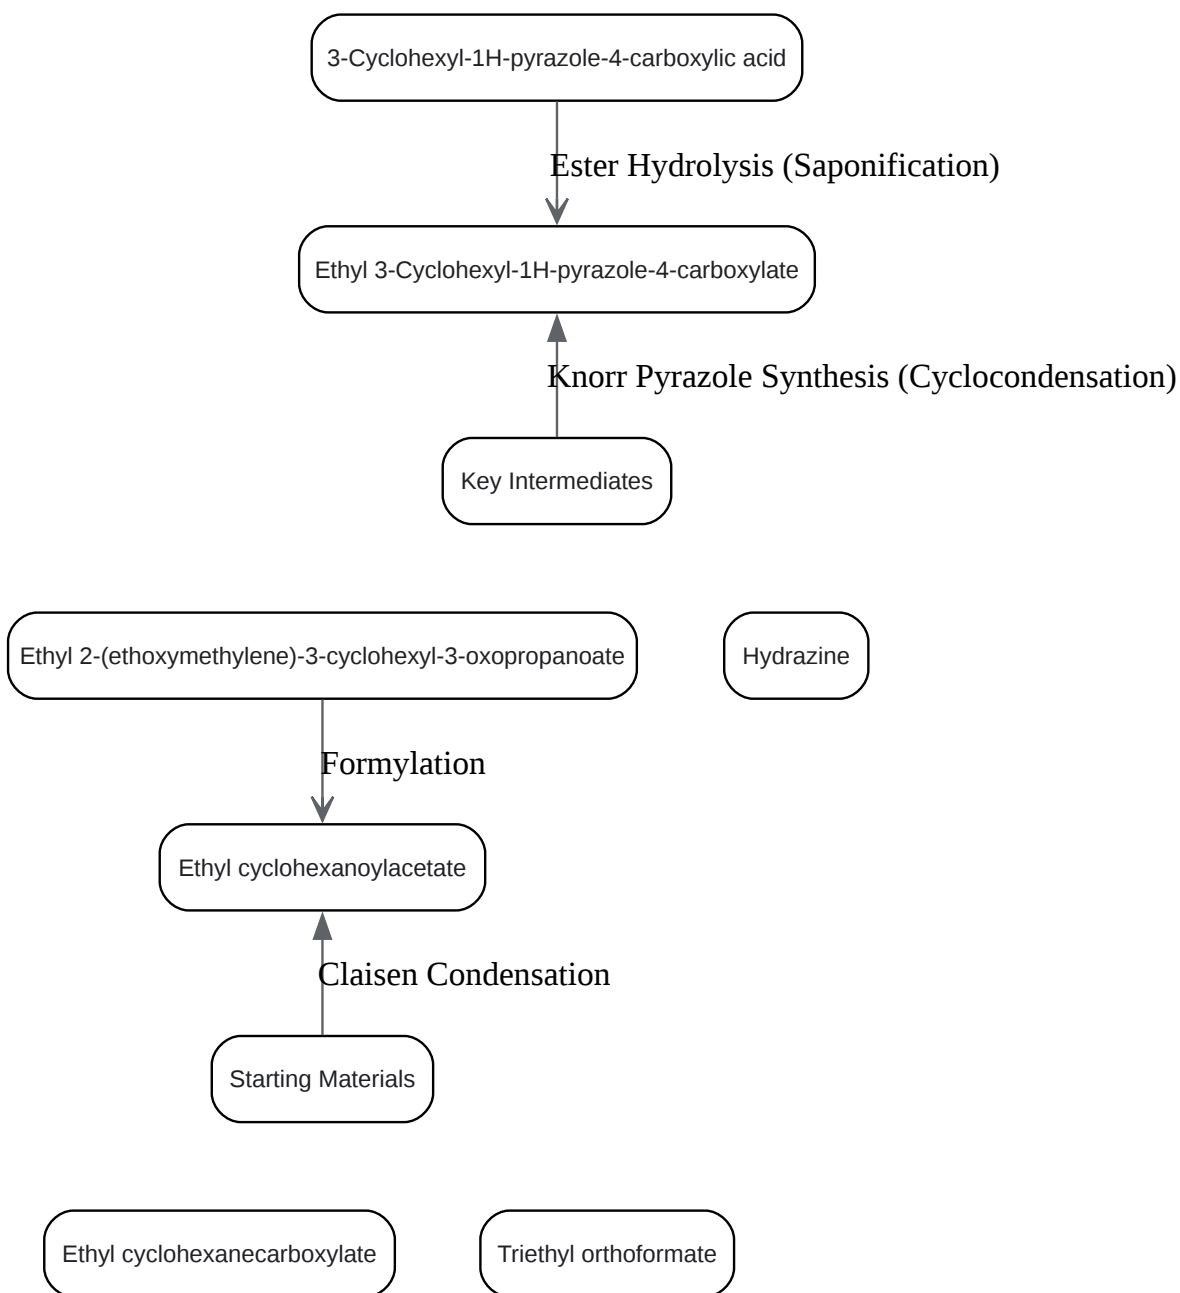 3-Cyclohexyl-1H-pyrazole-4-carboxylic acid
Ester Hydrolysis (Saponification)
Ethyl 3-Cyclohexyl-1H-pyrazole-4-carboxylate
Knorr Pyrazole Synthesis (Cyclocondensation)
Key Intermediates
Ethyl 2-(ethoxymethylene)-3-cyclohexyl-3-oxopropanoate
Hydrazine
Formylation
Ethyl cyclohexanoylacetate
Claisen Condensation
Starting Materials
Ethyl cyclohexanecarboxylate
Triethyl orthoformate